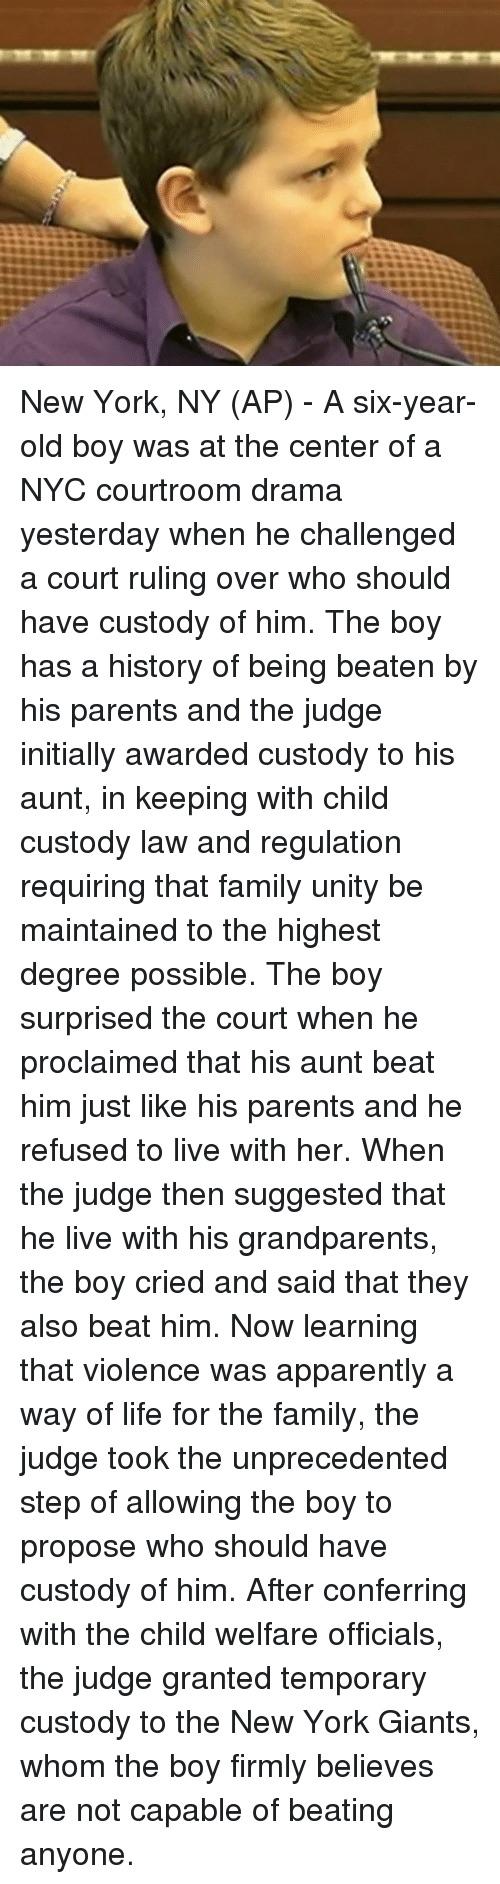 New York, NY (AP) - A six-year-
old boy was at the center of a
NYC courtroom drama
yesterday when he challenged
a court ruling over who should
have custody of him. The boy
has a history of being beaten by
his parents and the judge
initially awarded custody to his
aunt, in keeping with child
custody law and regulation
requiring that family unity be
maintained to the highest
degree possible. The boy
surprised the court when he
proclaimed that his aunt beat
him just like his parents and he
refused to live with her. When
the judge then suggested that
he live with his grandparents,
the boy cried and said that they
also beat him. Now learning
that violence was apparently a
way of life for the family, the
judge took the unprecedented
step of allowing the boy to
propose who should have
custody of him. After conferring
with the child welfare officials,
the judge granted temporary
custody to the New York Giants,
whom the boy firmly believes
are not capable of beating
anyone.